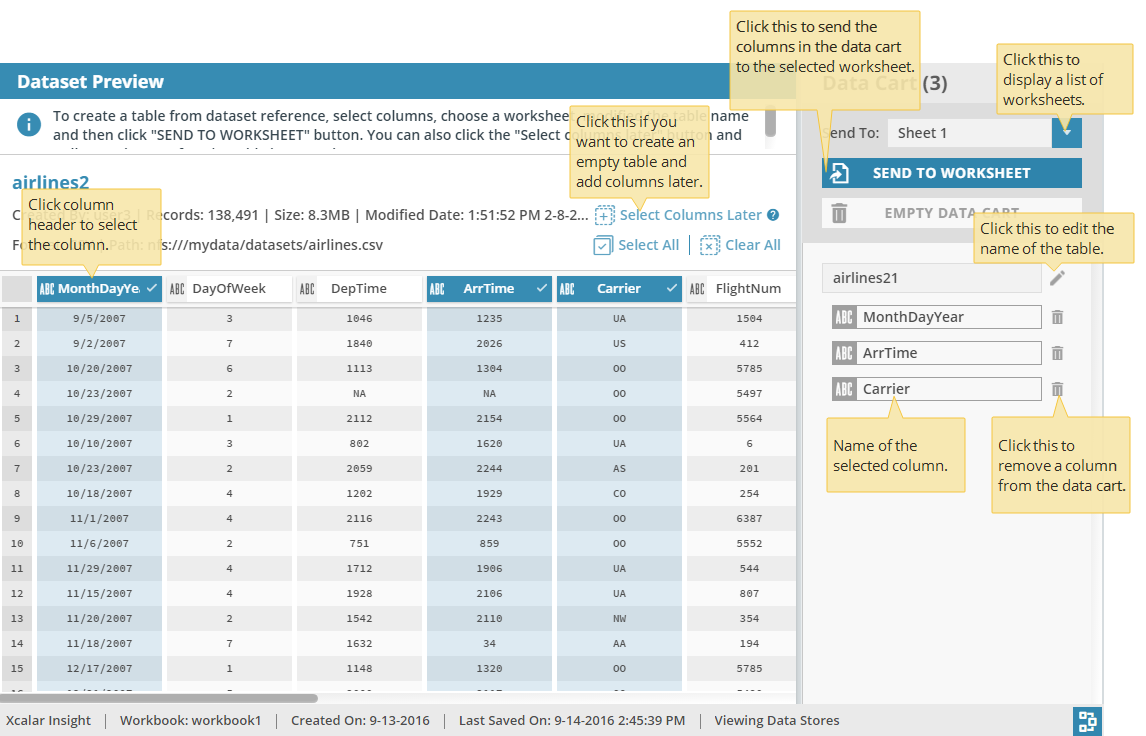 Click this to send the
columns in the data cart
to the selected worksheet.
Click this to
display a list of
worksheets.
Dataset Preview
Data Cart (3)
To create a table from dataset reference, select columns, choose a workshee name
and then click "SEND TO WORKSHEET" button. You can also click the "Select columns later" button and
Click this if you
want to create an
empty table and
add columns later.
Send To: Sheet 1
SEND TO WORKSHEET
EMPTY DATA CART
airlines2
Click column
header to select
the column.
Created By: user3 | Records: 138,491 | Size: 8.3MB | Modified Date: 1:51:52 PM 2-8-2...
Select Columns Later ?
Path: nfs:///mydata/datasets/airlines.csv
Select All | Clear All
Click this to edit the
name of the table.
airlines21
ABC MonthDayYear
ABC ArrTime
ABC Carrier
Name of the
selected column.
Click this to
remove a column
from the data cart.
ABC MonthDayYe ABC DayOfWeek ABC DepTime ABC ArrTime ABC Carrier ABC FlightNum
1 9/5/2007 3 1046 1235 UA 1504
2 9/2/2007 7 1840 2026 US 412
3 10/20/2007 6 1113 1304 OO 5785
4 10/23/2007 2 NA NA OO 5497
5 10/29/2007 1 2112 2154 OO 5564
6 10/10/2007 3 802 1620 UA 6
7 10/23/2007 2 2059 2244 AS 201
8 10/18/2007 4 1202 1929 CO 254
9 11/1/2007 4 2116 2243 OO 6387
10 11/6/2007 2 751 859 OO 5552
11 11/29/2007 4 1712 1906 UA 544
12 11/15/2007 4 1928 2106 UA 807
13 11/20/2007 2 1542 2110 NW 354
14 11/18/2007 7 1632 34 AA 194
15 12/17/2007 1 1148 1320 OO 5785
Xcalar Insight | Workbook: workbook1 | Created On: 9-13-2016 | Last Saved On: 9-14-2016 2:45:39 PM | Viewing Data Stores